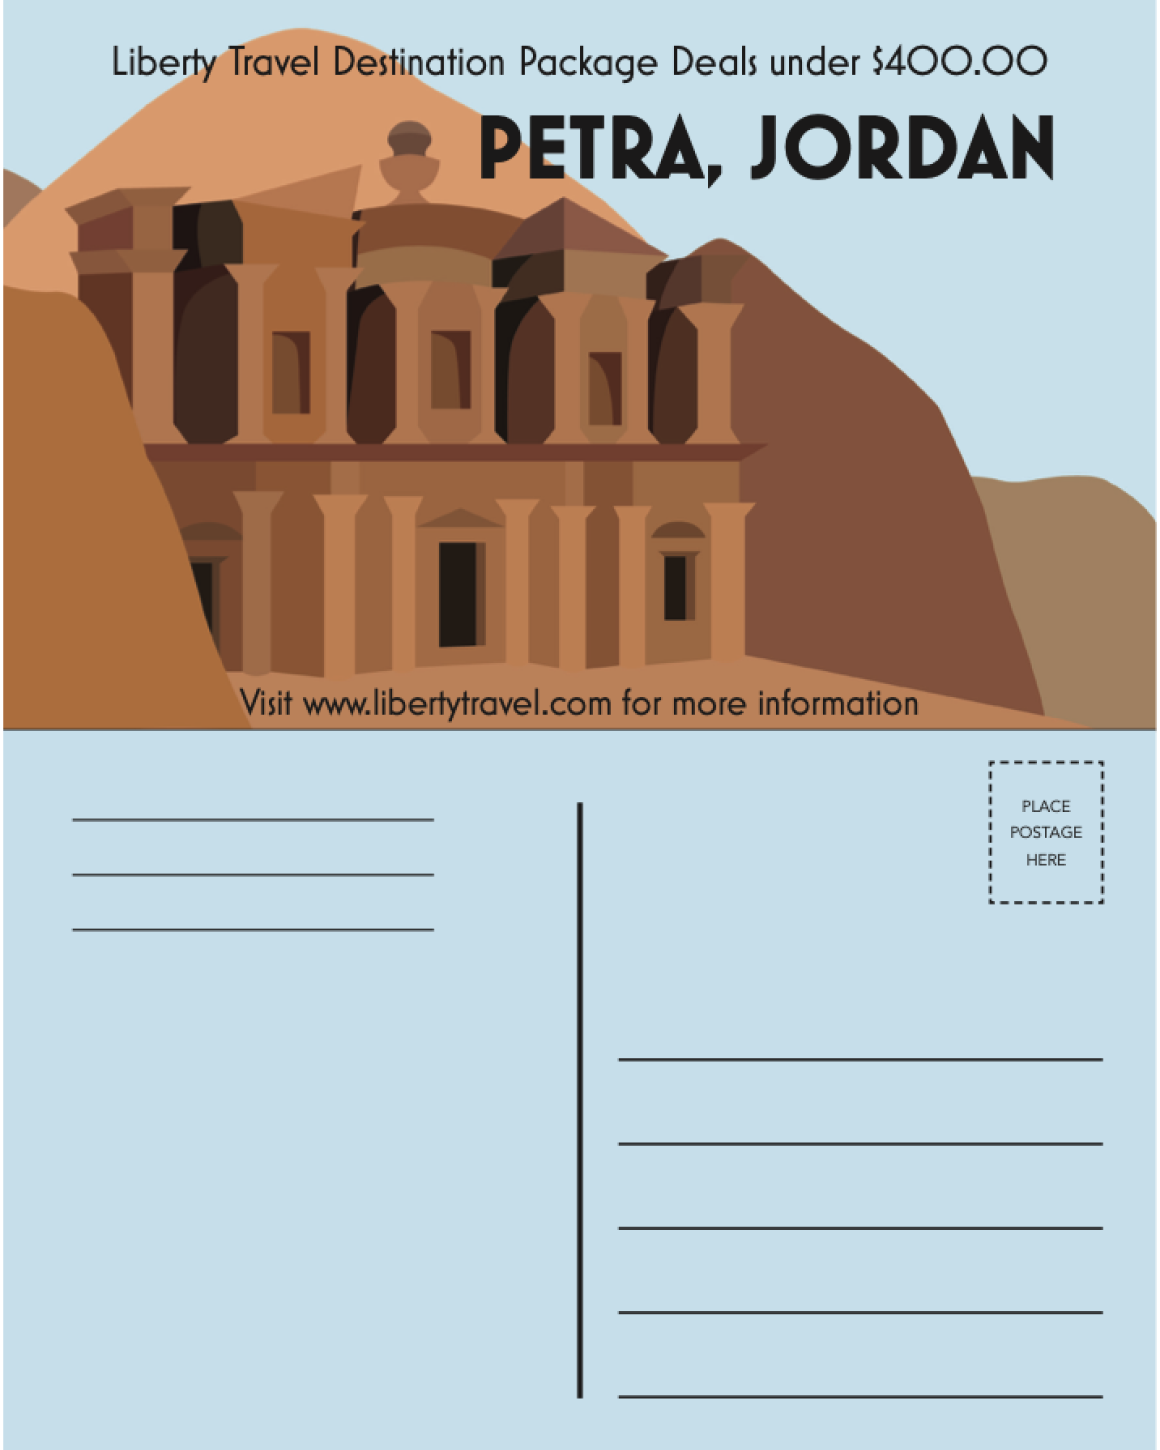 Liberty Travel Destination Package Deals under $400.00
PETRA, JORDAN
Visit www.libertytravel.com for more information
PLACE
POSTAGE
HERE